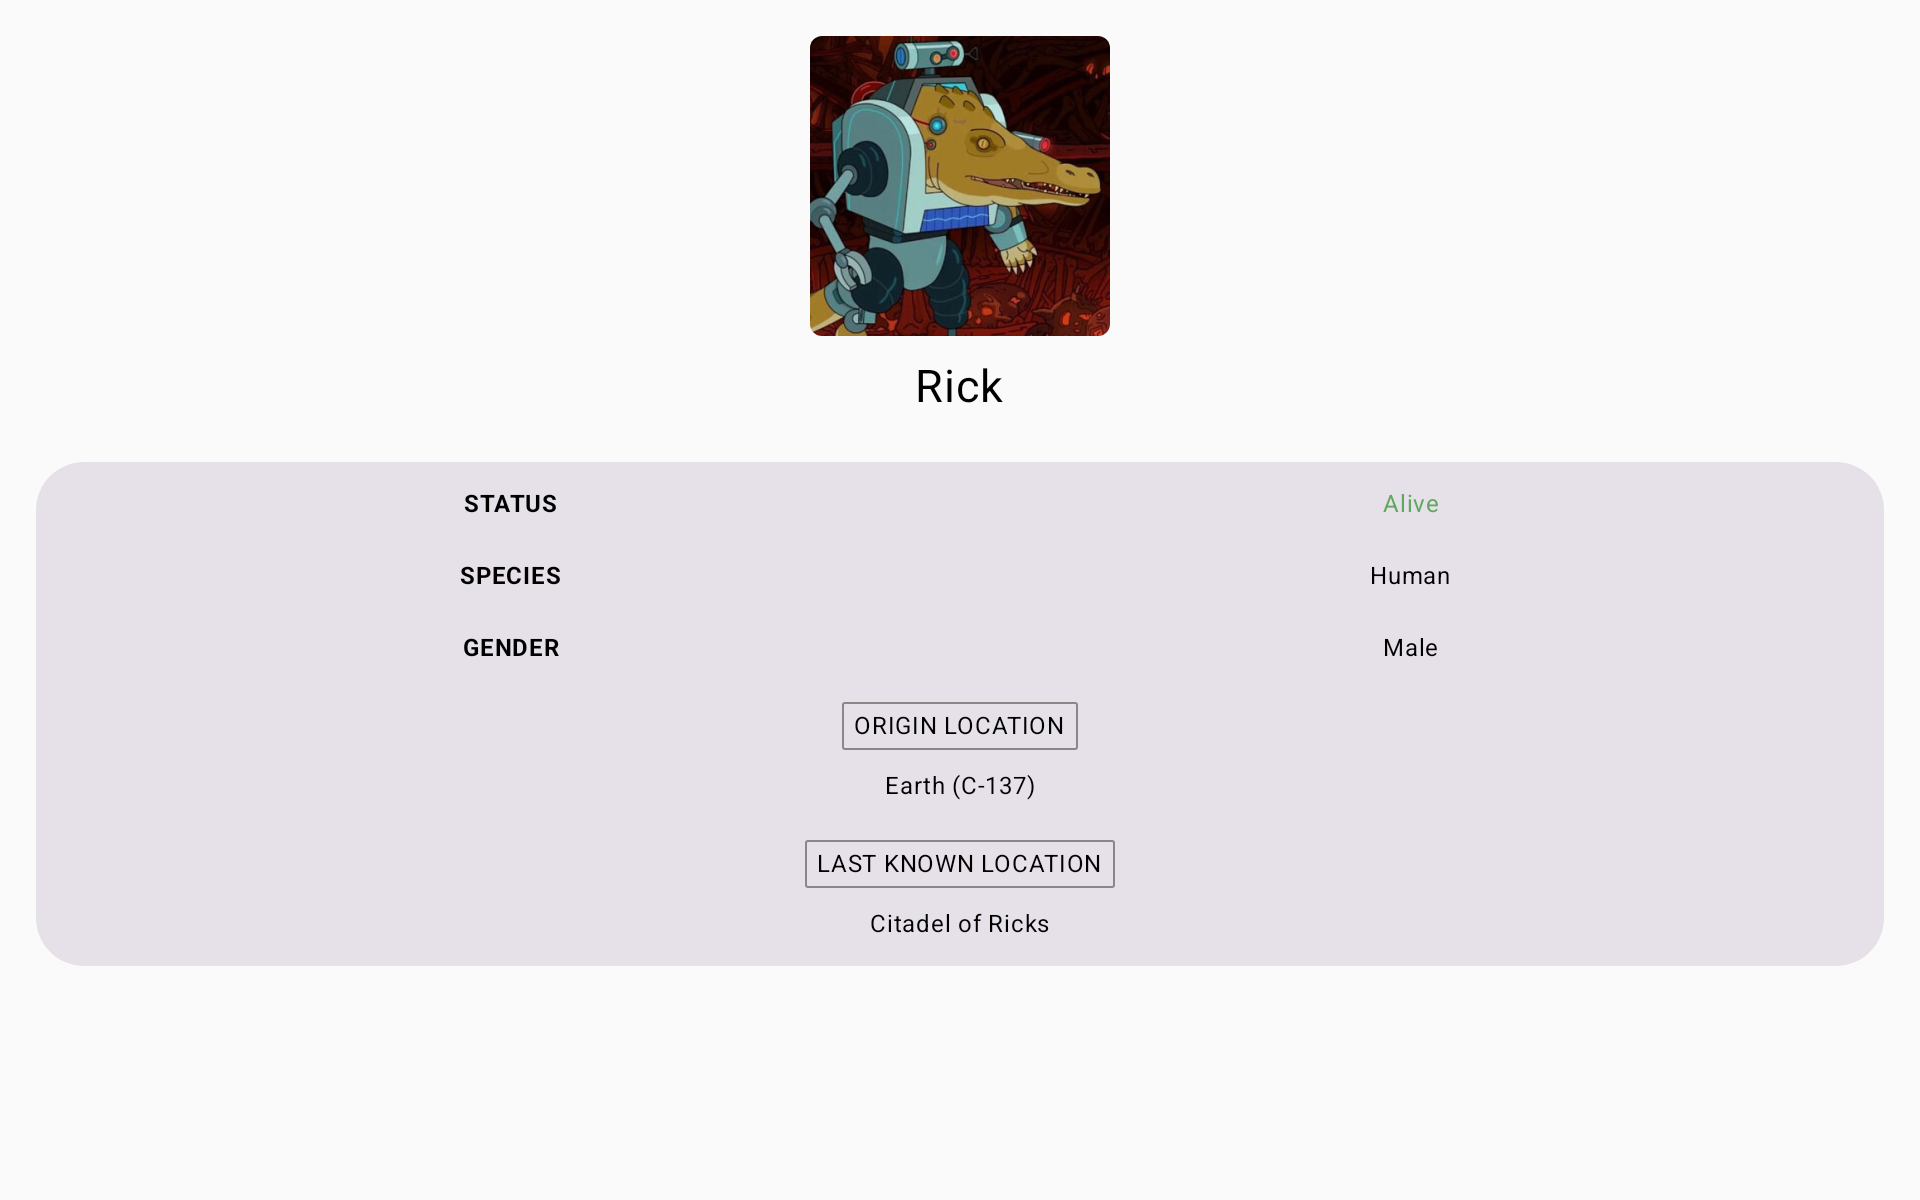 Rick
STATUS Alive
SPECIES Human
GENDER Male
ORIGIN LOCATION
Earth (C-137)
LAST KNOWN LOCATION
Citadel of Ricks